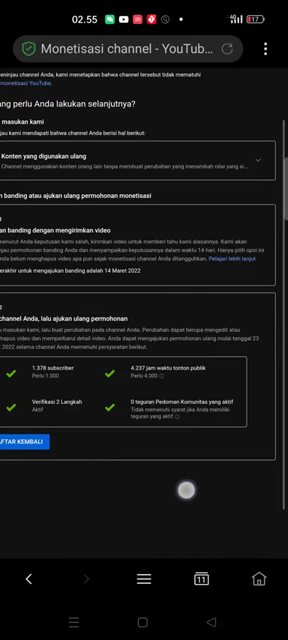 02.55
17
Monetisasi channel - YouTub...
eninjau channel Anda, kami menetapkan bahwa channel tersebut tidak mematuhi
monetisasi YouTube.
ang perlu Anda lakukan selanjutnya?
masukan kami
jau kami mendapati bahwa channel Anda berisi hal berikut:
Konten yang digunakan ulang
Channel menggunakan konten orang lain tanpa membuat perubahan yang menambah nilai yang si...
n banding atau ajukan ulang permohonan monetisasi
1
an banding dengan mengirimkan video
menurut Anda keputusan kami salah, kirimkan video untuk memberi tahu kami alasannya. Kami akan
njau permohonan banding Anda dan menyampaikan keputusannya dalam waktu 14 hari. Hanya pilih opsi ini
nda belum menghapus video apa pun sejak monetisasi channel Anda ditangguhkan. Pelajari lebih lanjut
erakhir untuk mengajukan banding adalah 14 Maret 2022
2
channel Anda, lalu ajukan ulang permohonan
masukan kami, lalu buat perubahan pada channel Anda. Perubahan dapat berupa mengedit atau
hapus video dan memperbarui detail video. Anda dapat mengajukan permohonan ulang mulai tanggal 23
2022 selama channel Anda memenuhi persyaratan berikut.
1.378 subscriber
Perlu 1.000
4.237 jam waktu tonton publik
Perlu 4.000
Verifikasi 2 Langkah
Aktif
0 teguran Pedoman Komunitas yang aktif
Tidak memenuhi syarat jika Anda memiliki
teguran yang aktif
AFTAR KEMBALI
11